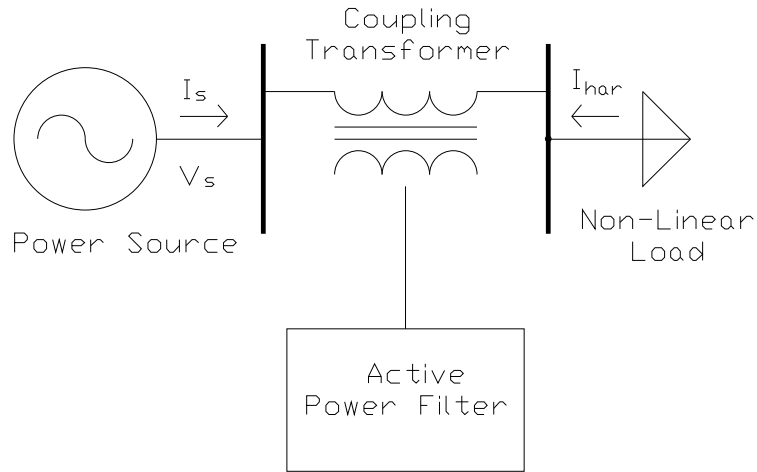 Coupling
Transformer
Is
Ihar
Vs
Power Source
Non-Linear
Load
Active
Power Filter